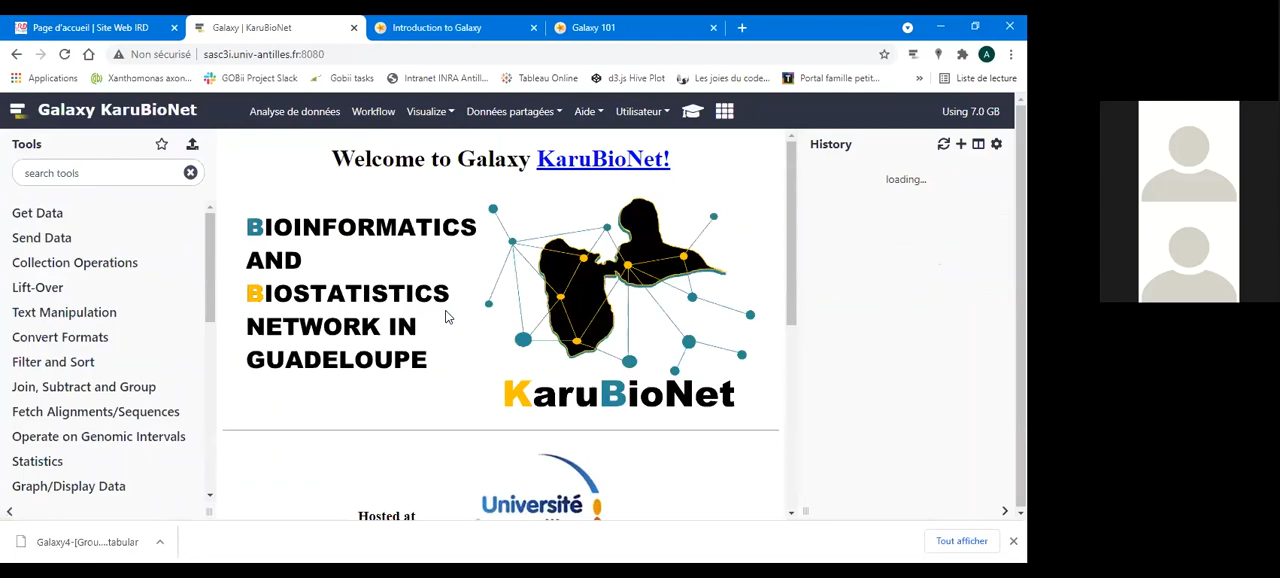 Page d'accueil | Site Web IRD
Galaxy | KaruBioNet
Introduction to Galaxy
Galaxy 101
Non sécurisé
sasc3i.univ-antilles.fr:8080
A
Applications
Xanthomonas axon...
GOBii Project Slack
Gobii tasks
Intranet INRA Antill...
Tableau Online
d3.js Hive Plot
Les joies du code...
Portal famille petit...
»
Liste de lecture
Galaxy KaruBioNet
Analyse de données
Workflow
Visualize
Données partagées
Aide
Utilisateur
Using 7.0 GB
Tools
search tools
Get Data
Send Data
Collection Operations
Lift-Over
Text Manipulation
Convert Formats
Filter and Sort
Join, Subtract and Group
Fetch Alignments/Sequences
Operate on Genomic Intervals
Statistics
Graph/Display Data
Welcome to Galaxy KaruBioNet!
BIOINFORMATICS
AND
BIOSTATISTICS
NETWORK IN
GUADELOUPE
KaruBioNet
Hosted at
Université
History
loading...
Galaxy4-[Grou....tabular
Tout afficher